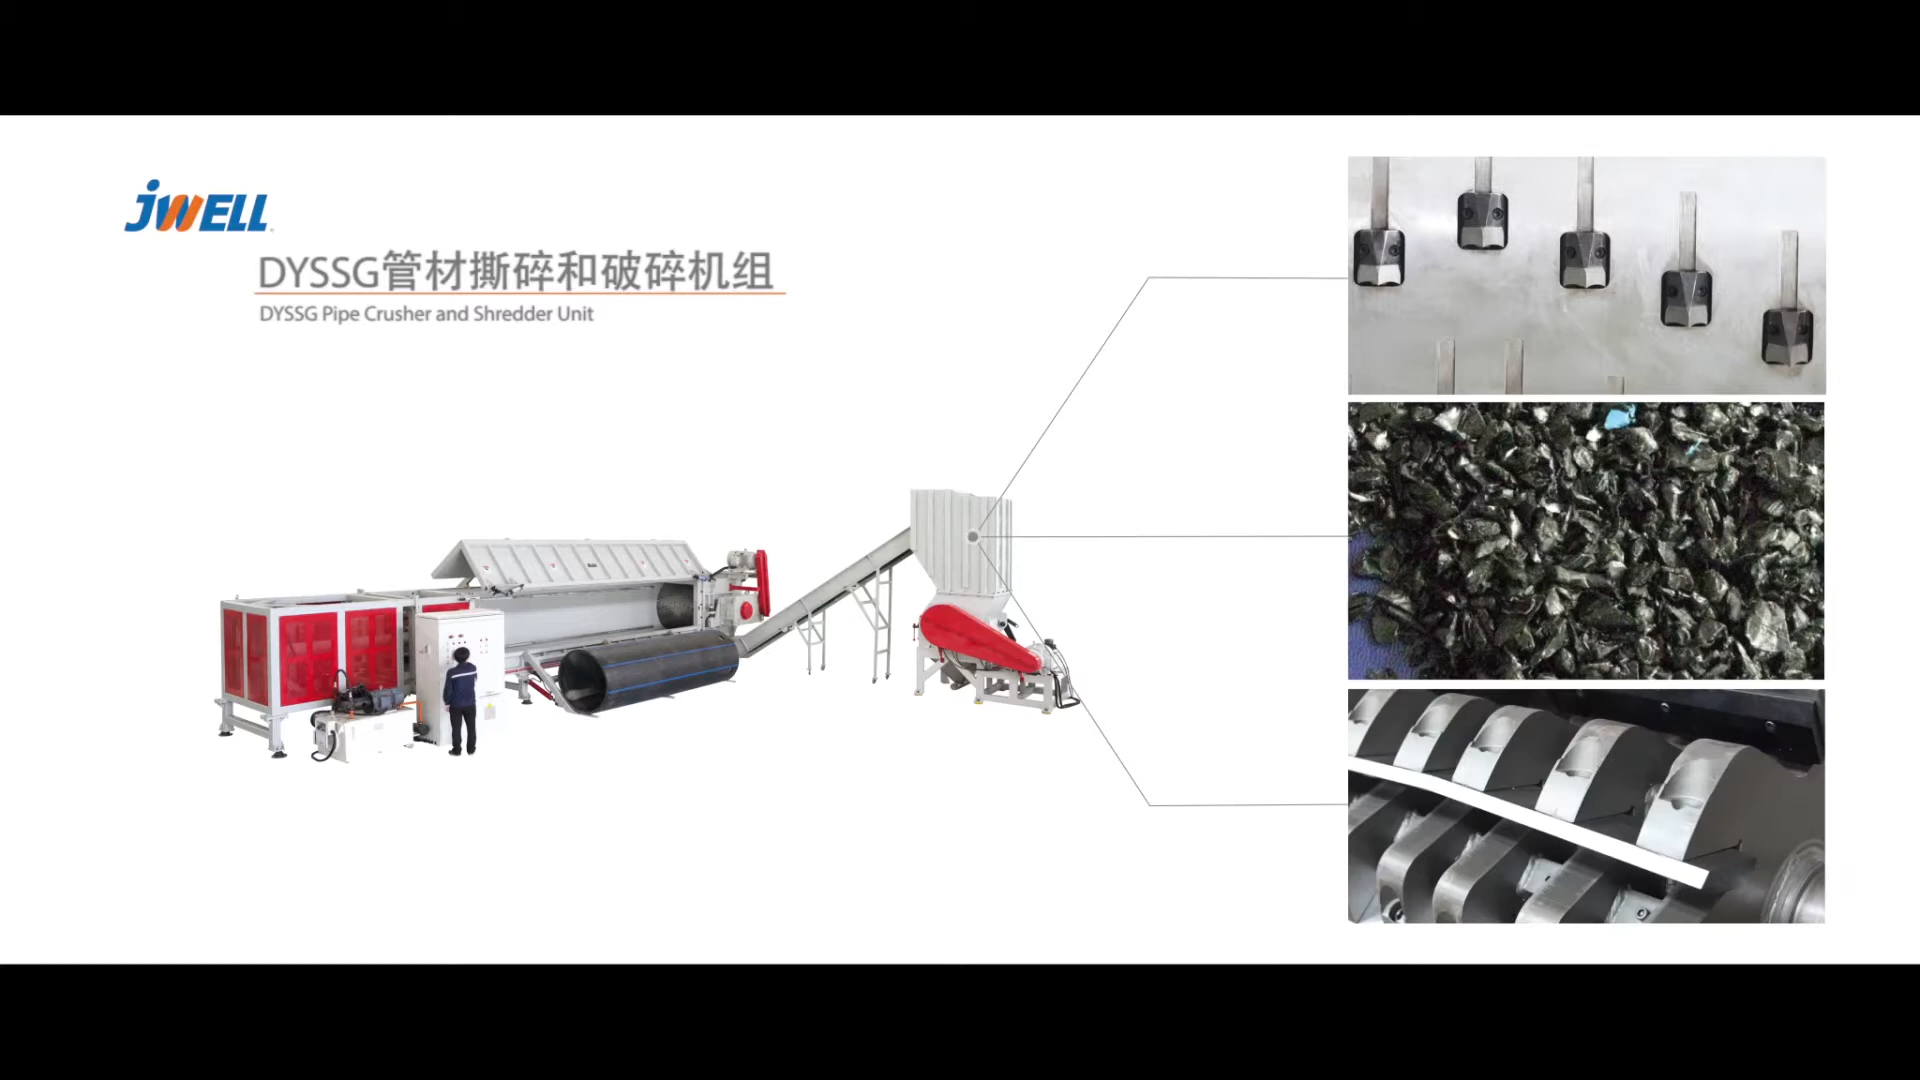 jWELL
DYSSG管材撕碎和破碎机组
DYSSG Pipe Crusher and Shredder Unit